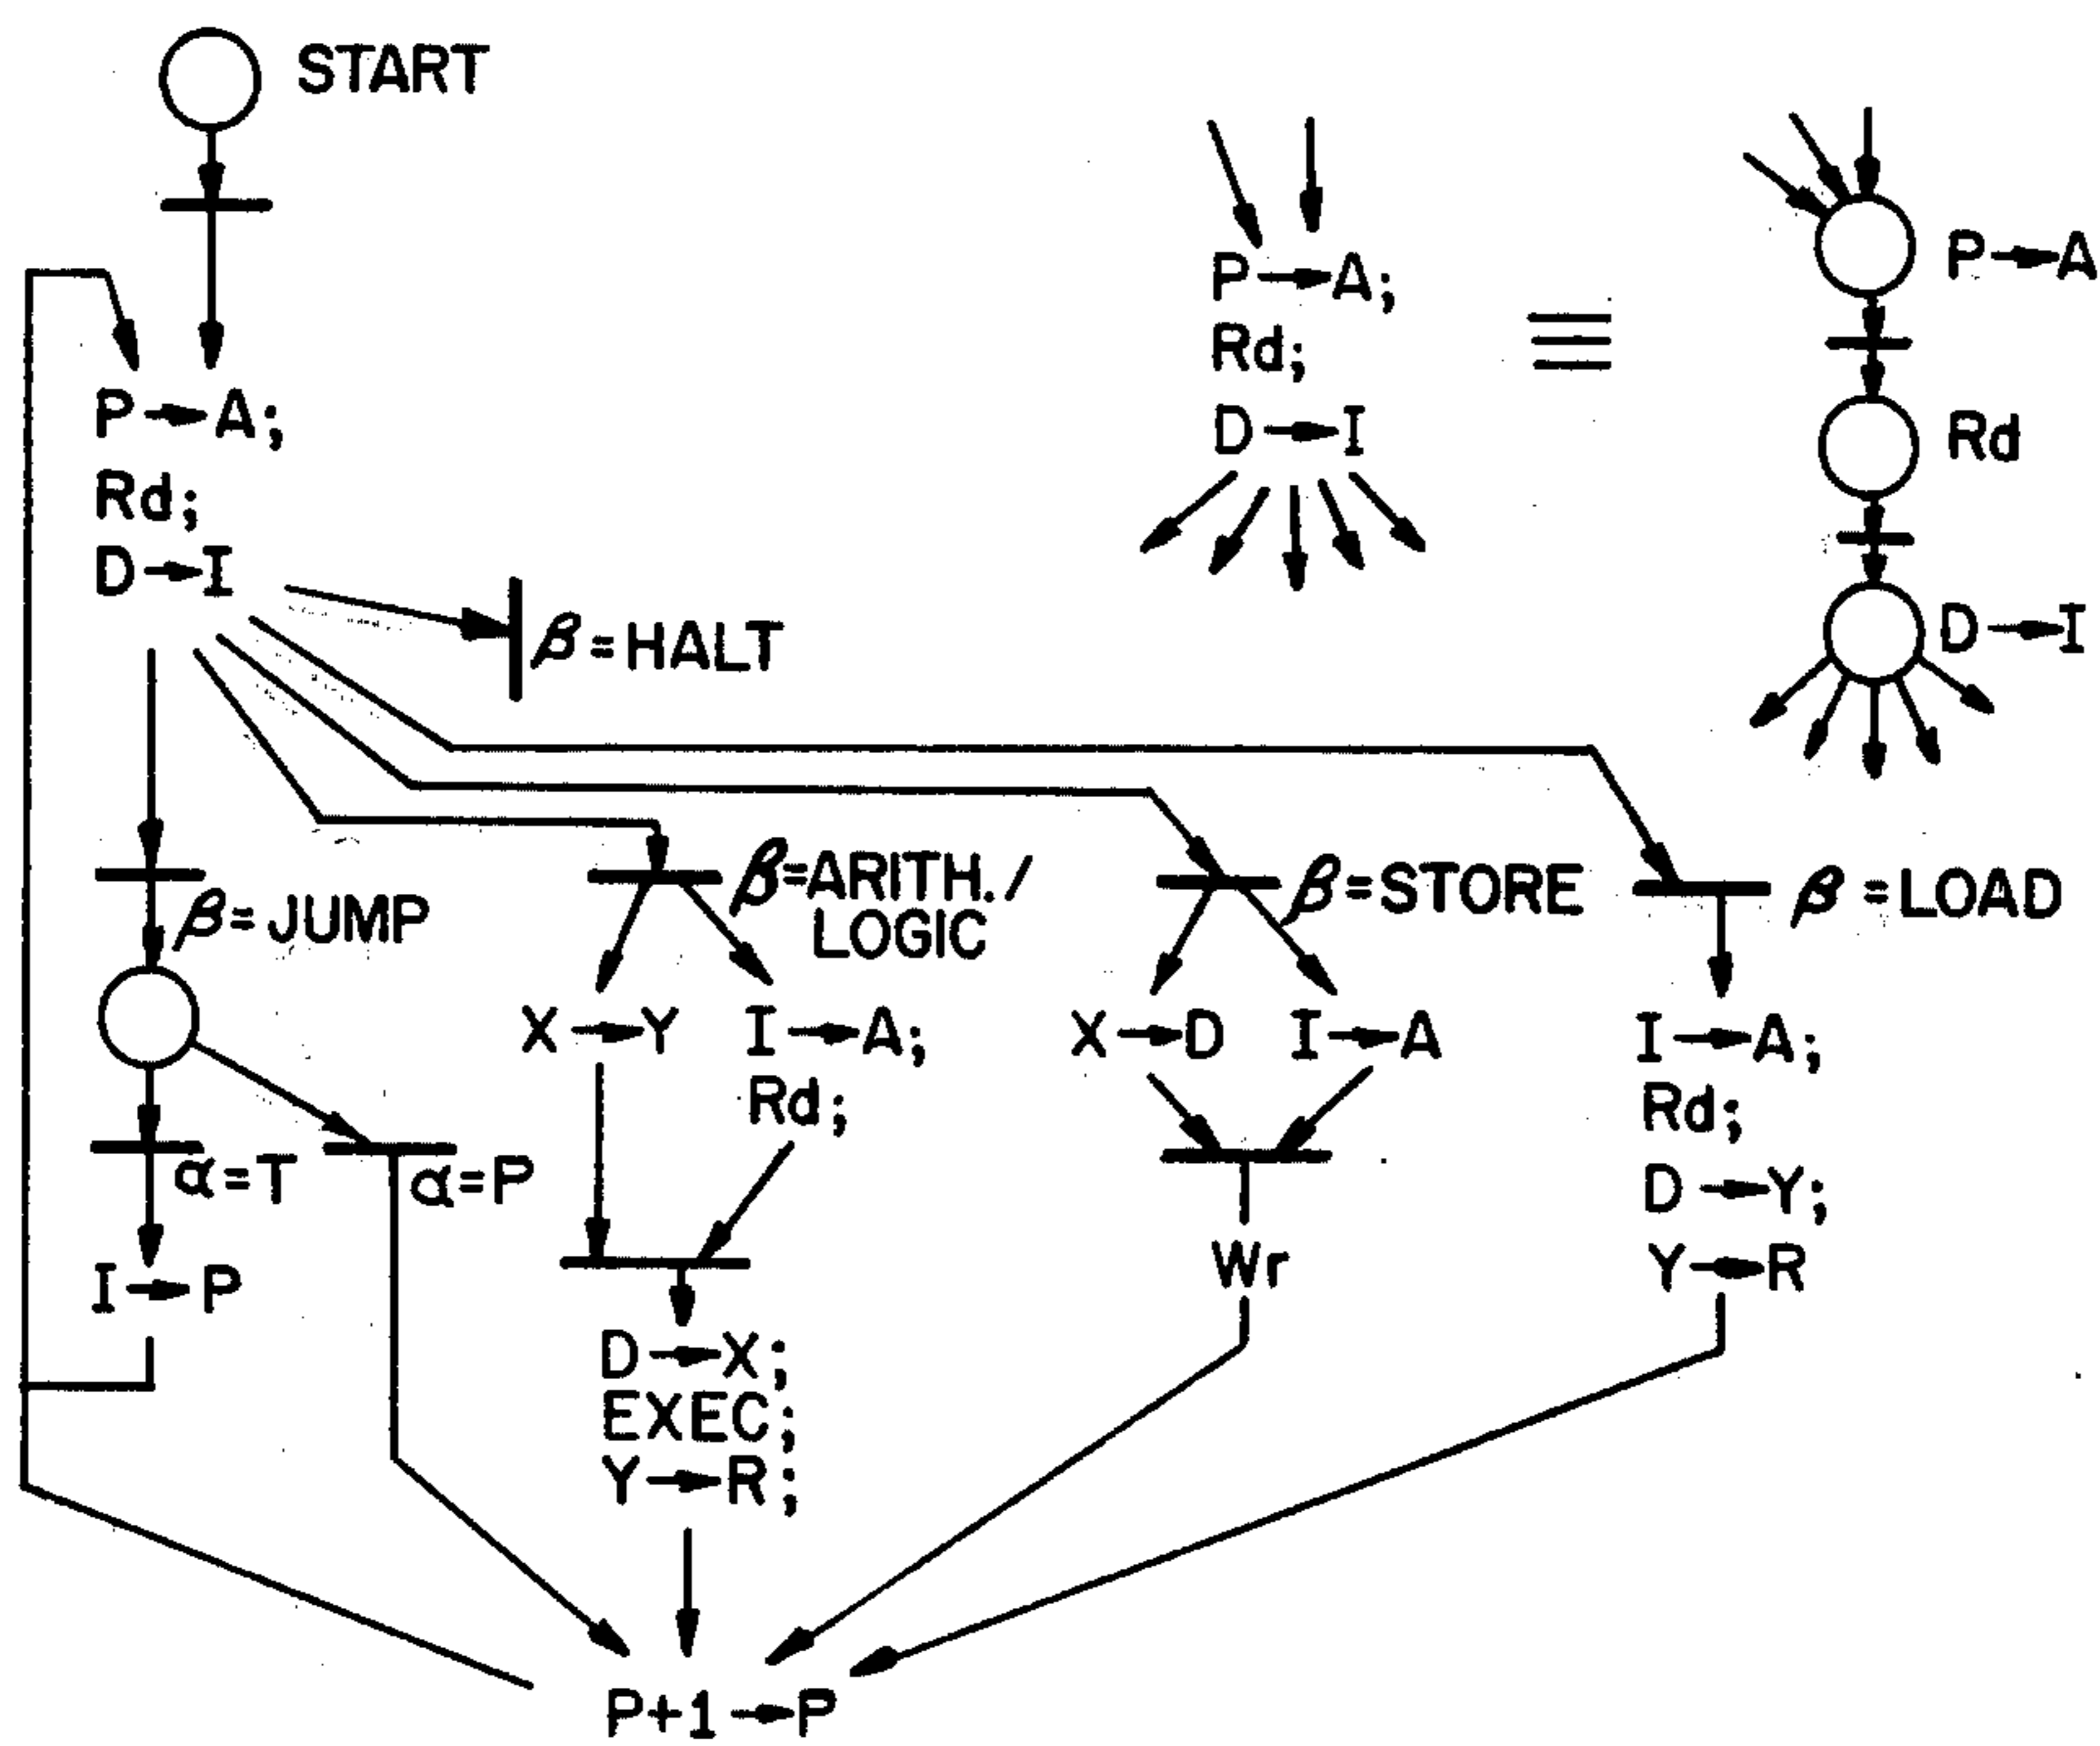 START
P→A;
Rd;
D→I
P→A;
Rd;
D→I
≡
P→A
Rd
D→I
β=HALT
β=JUMP
β=ARITH./
LOGIC
β=STORE
β=LOAD
X→Y
I→A;
Rd;
X→D
I→A
I→A;
Rd;
D→Y;
Y→R
α=T
α=P
I→P
D→X;
EXEC;
Y→R;
Wr
P+1→P